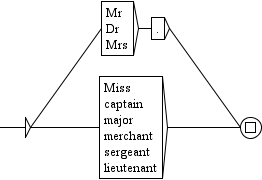 Mr
Dr
Mrs
.
Miss
captain
major
merchant
sergeant
lieutenant